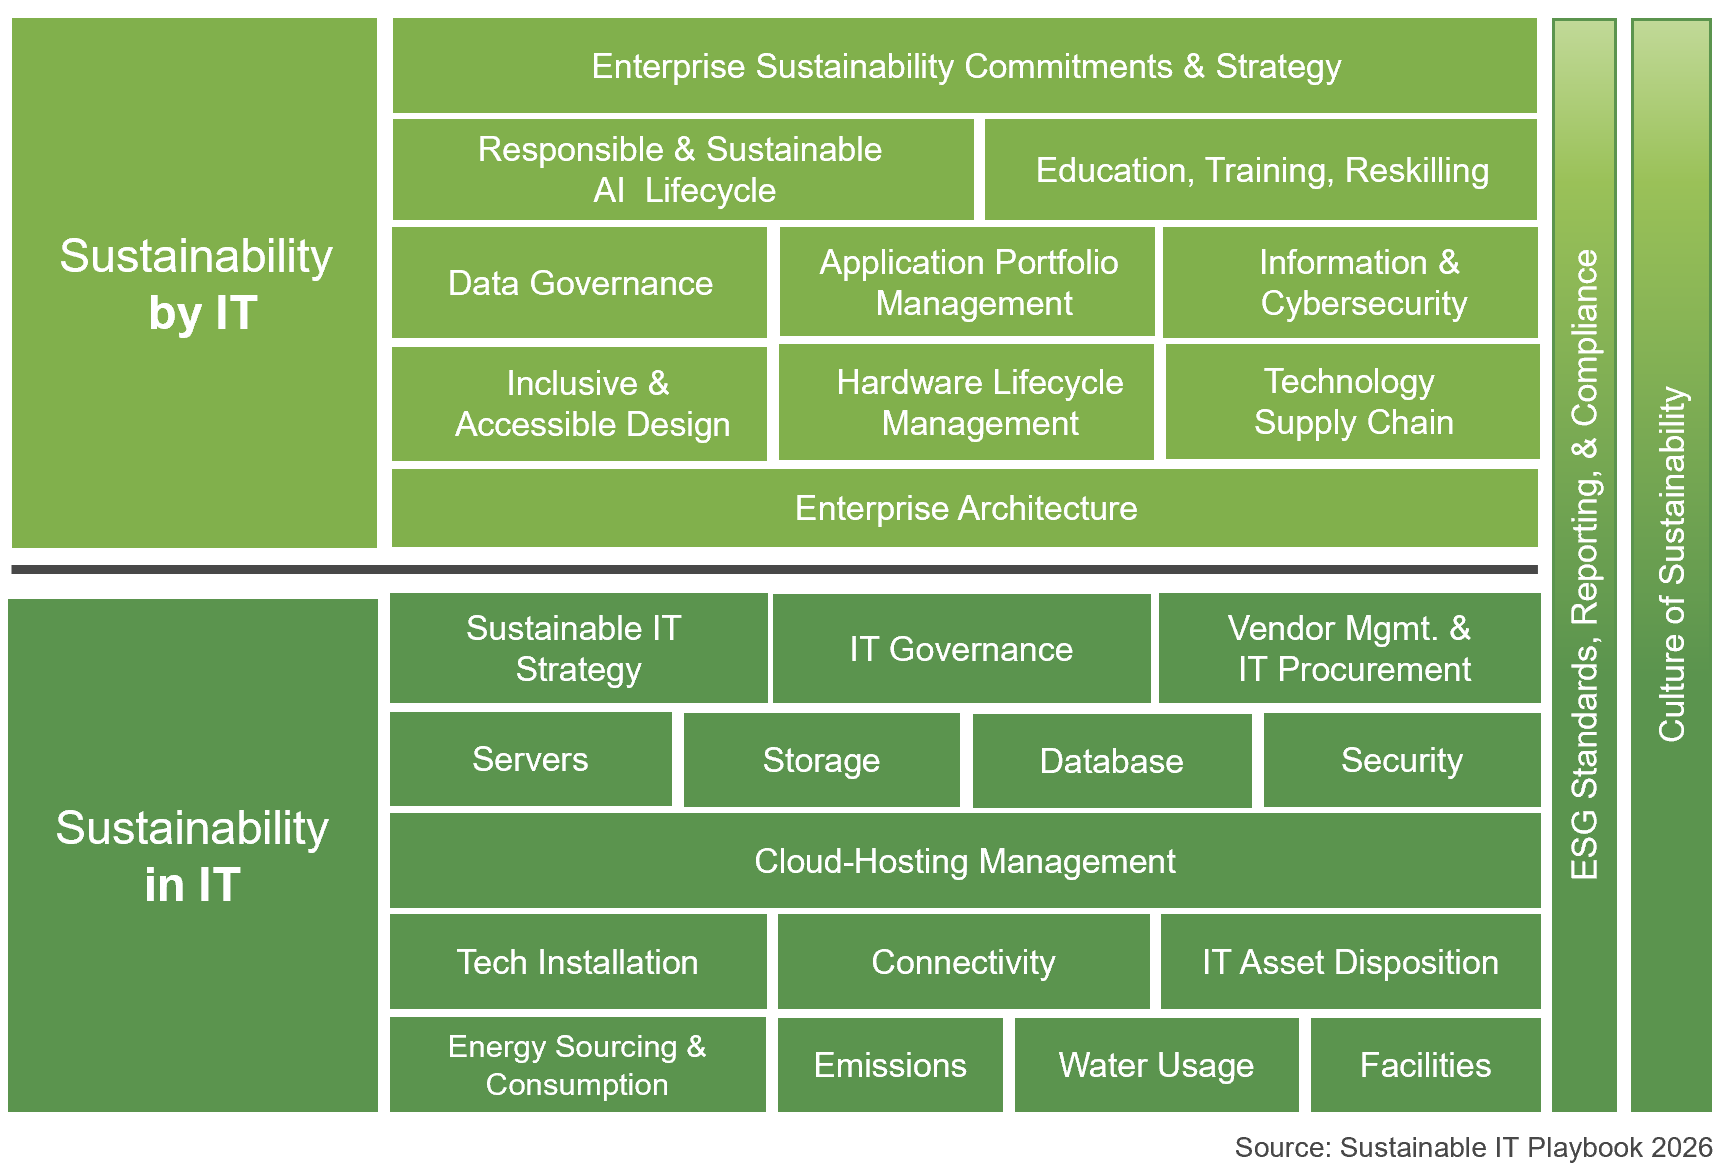 Sustainability
by IT
Enterprise Sustainability Commitments & Strategy
Responsible & Sustainable
AI Lifecycle
Education, Training, Reskilling
Data Governance
Application Portfolio
Management
Information &
Cybersecurity
Inclusive &
Accessible Design
Hardware Lifecycle
Management
Technology
Supply Chain
Enterprise Architecture
Sustainability
in IT
Sustainable IT
Strategy
IT Governance
Vendor Mgmt. &
IT Procurement
Servers
Storage
Database
Security
Cloud-Hosting Management
Tech Installation
Connectivity
IT Asset Disposition
Energy Sourcing &
Consumption
Emissions
Water Usage
Facilities
ESG Standards, Reporting, & Compliance
Culture of Sustainability
Source: Sustainable IT Playbook 2026